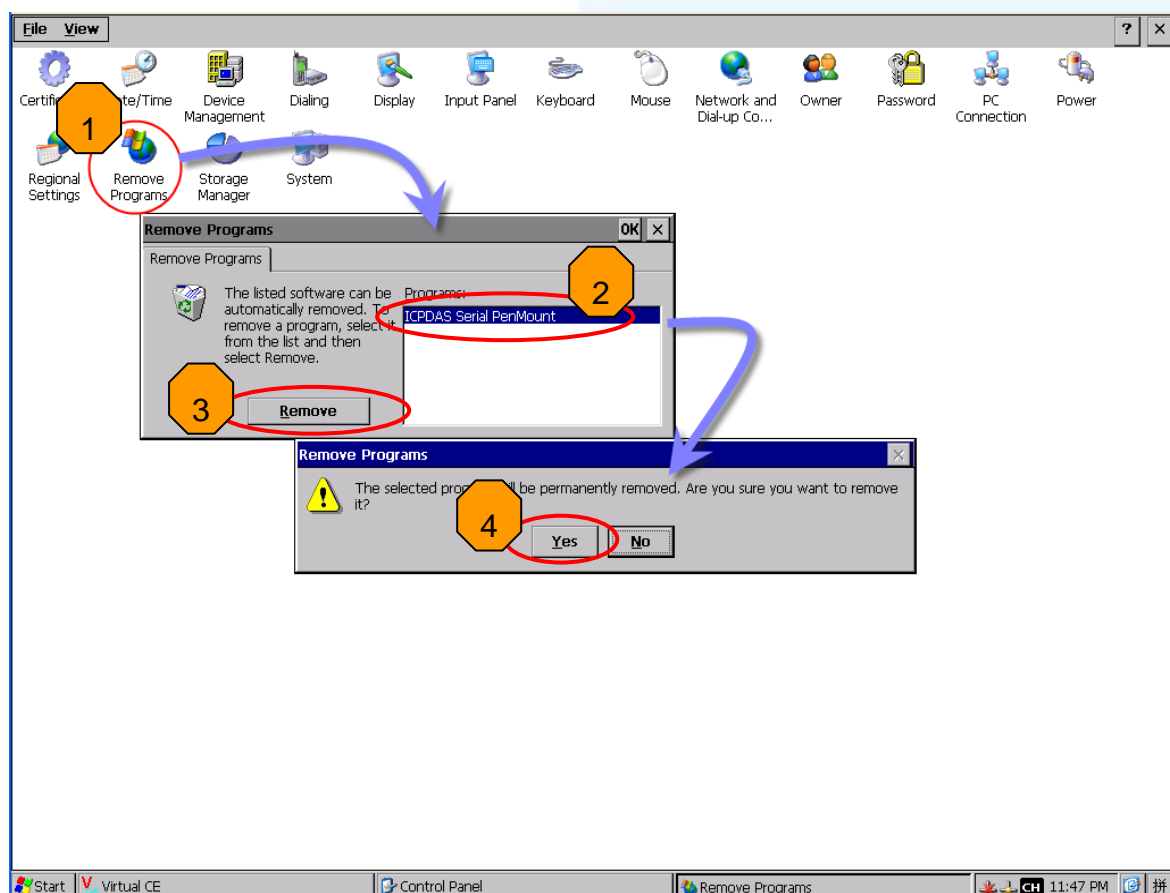 File View ? ×
Certifi te/Time Device Management Dialing Display Input Panel Keyboard Mouse Network and Dial-up Co... Owner Password PC Connection Power
1
Regional Settings Remove Programs Storage Manager System
Remove Programs OK ×
Remove Programs
The listed software can be
automatically removed. To
remove a program, select it
from the list and then
select Remove.
Programs:
2
ICPDAS Serial PenMount
3
Remove
Remove Programs ×
The selected prog ll be permanently removed. Are you sure you want to remove
it?
4
Yes No
Start Virtual CE Control Panel Remove Programs CH 11:47 PM 拼